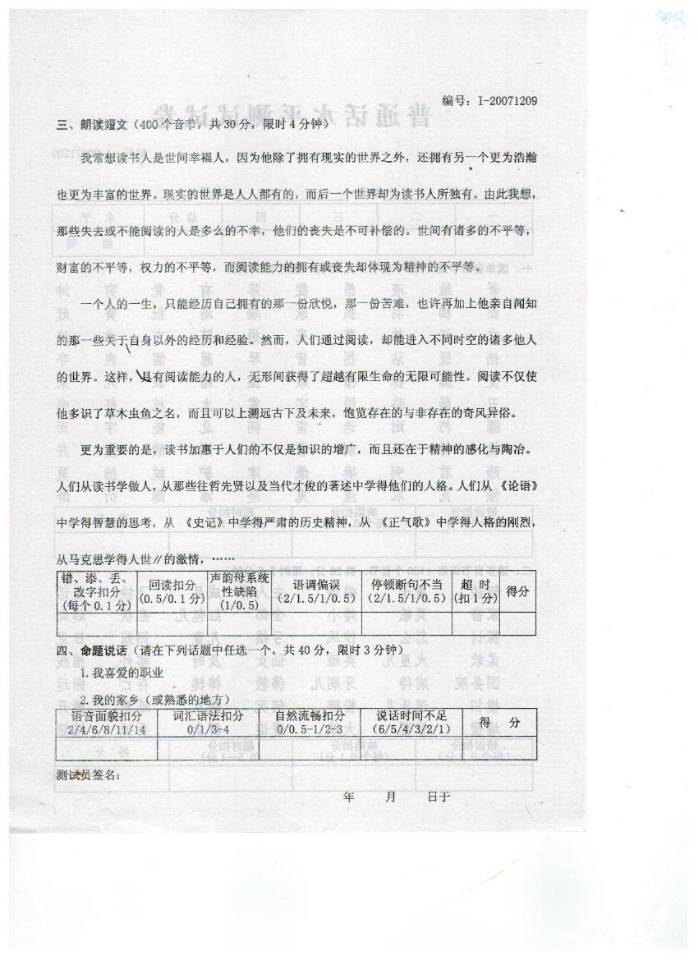 编号：I-20071209
三、朗读短文（400个音节，共30分，限时4分钟）
我常想读书人是世间幸福人，因为他除了拥有现实的世界之外，还拥有另一个更为浩瀚
也更为丰富的世界。现实的世界是人人都有的，而后一个世界却为读书人所独有。由此我想，
那些失去或不能阅读的人是多么的不幸，他们的丧失是不可补偿的。世间有诸多的不平等，
财富的不平等，权力的不平等，而阅读能力的拥有或丧失却体现为精神的不平等。
一个人的一生，只能经历自己拥有的那一份欣悦，那一份苦难，也许再加上他亲自闻知
的那一些关于自身以外的经历和经验。然而，人们通过阅读，却能进入不同时空的诸多他人
的世界。这样，具有阅读能力的人，无形间获得了超越有限生命的无限可能性。阅读不仅使
他多识了草木虫鱼之名，而且可以上溯远古下及未来，饱览存在的与非存在的奇风异俗。
更为重要的是，读书加惠于人们的不仅是知识的增广，而且还在于精神的感化与陶冶。
人们从读书学做人，从那些往哲先贤以及当代才俊的著述中学得他们的人格。人们从《论语》
中学得智慧的思考，从《史记》中学得严肃的历史精神，从《正气歌》中学得人格的刚烈，
从马克思学得人世∥的激情，……
错、添、丢、改字扣分（每个0.1分） 回读扣分（0.5/0.1分） 声韵母系统性缺陷（1/0.5） 语调偏误（2/1.5/1/0.5） 停顿断句不当（2/1.5/1/0.5） 超 时（扣1分） 得分
四、命题说话（请在下列话题中任选一个，共40分，限时3分钟）
1.我喜爱的职业
2.我的家乡（或熟悉的地方）
语音面貌扣分 2/4/6/8/11/14 词汇语法扣分 0/1/3-4 自然流畅扣分 0/0.5-1/2-3 说话时间不足（6/5/4/3/2/1） 得 分
测试员签名：
年 月 日于